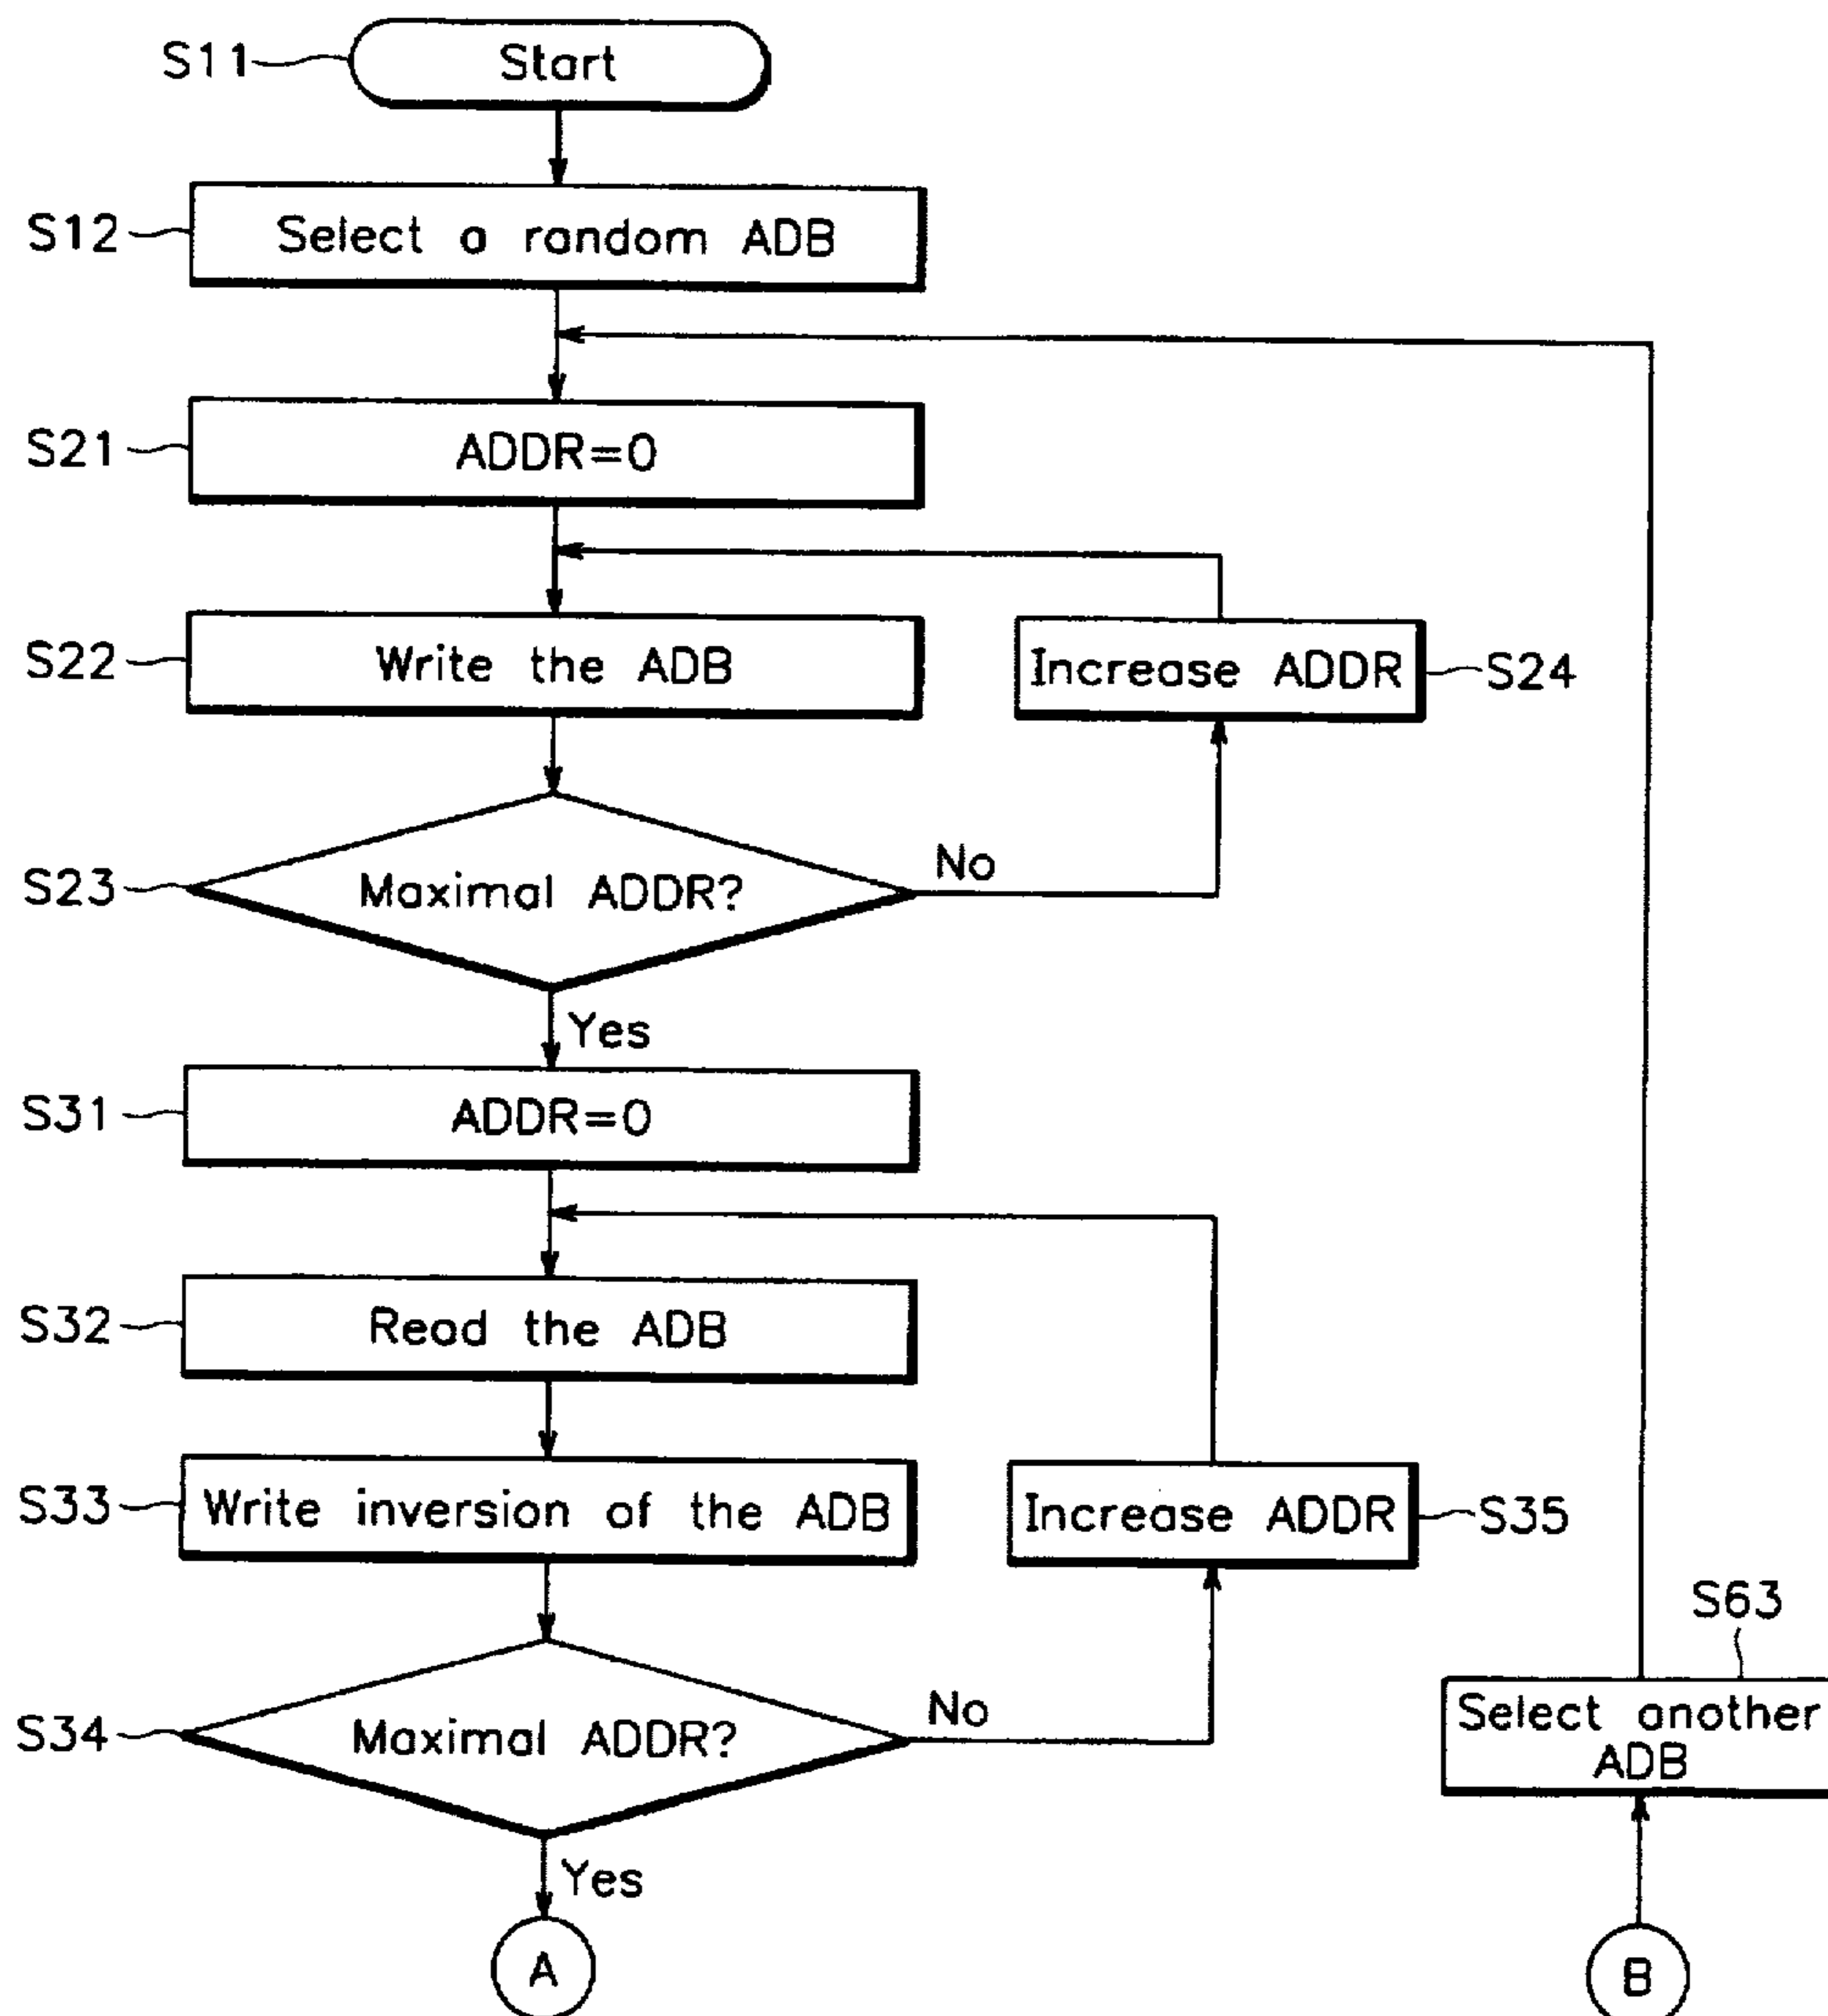 S11
Start
S12
Select a random ADB
S21
ADDR=0
S22
Write the ADB
Increase ADDR
S24
S23
Maximal ADDR?
No
Yes
S31
ADDR=0
S32
Read the ADB
S33
Write inversion of the ADB
Increase ADDR
S35
S63
Select another
ADB
S34
Maximal ADDR?
No
Yes
A
B